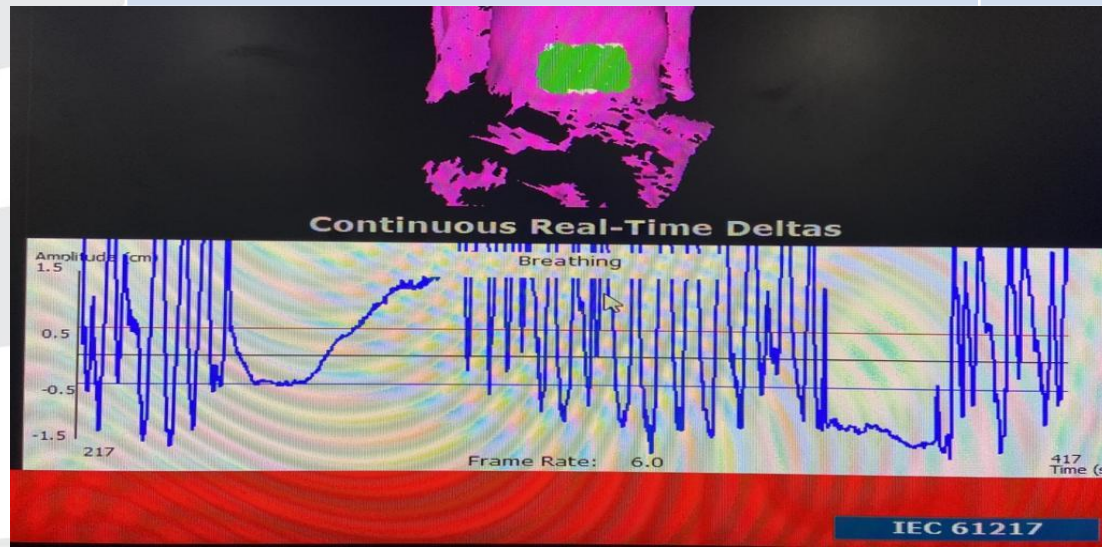 Continuous Real-Time Deltas
Amplitude (cm)
Breathing
1.5
0.5
-0.5
-1.5
217
Frame Rate: 6.0
417
Time (s
IEC 61217